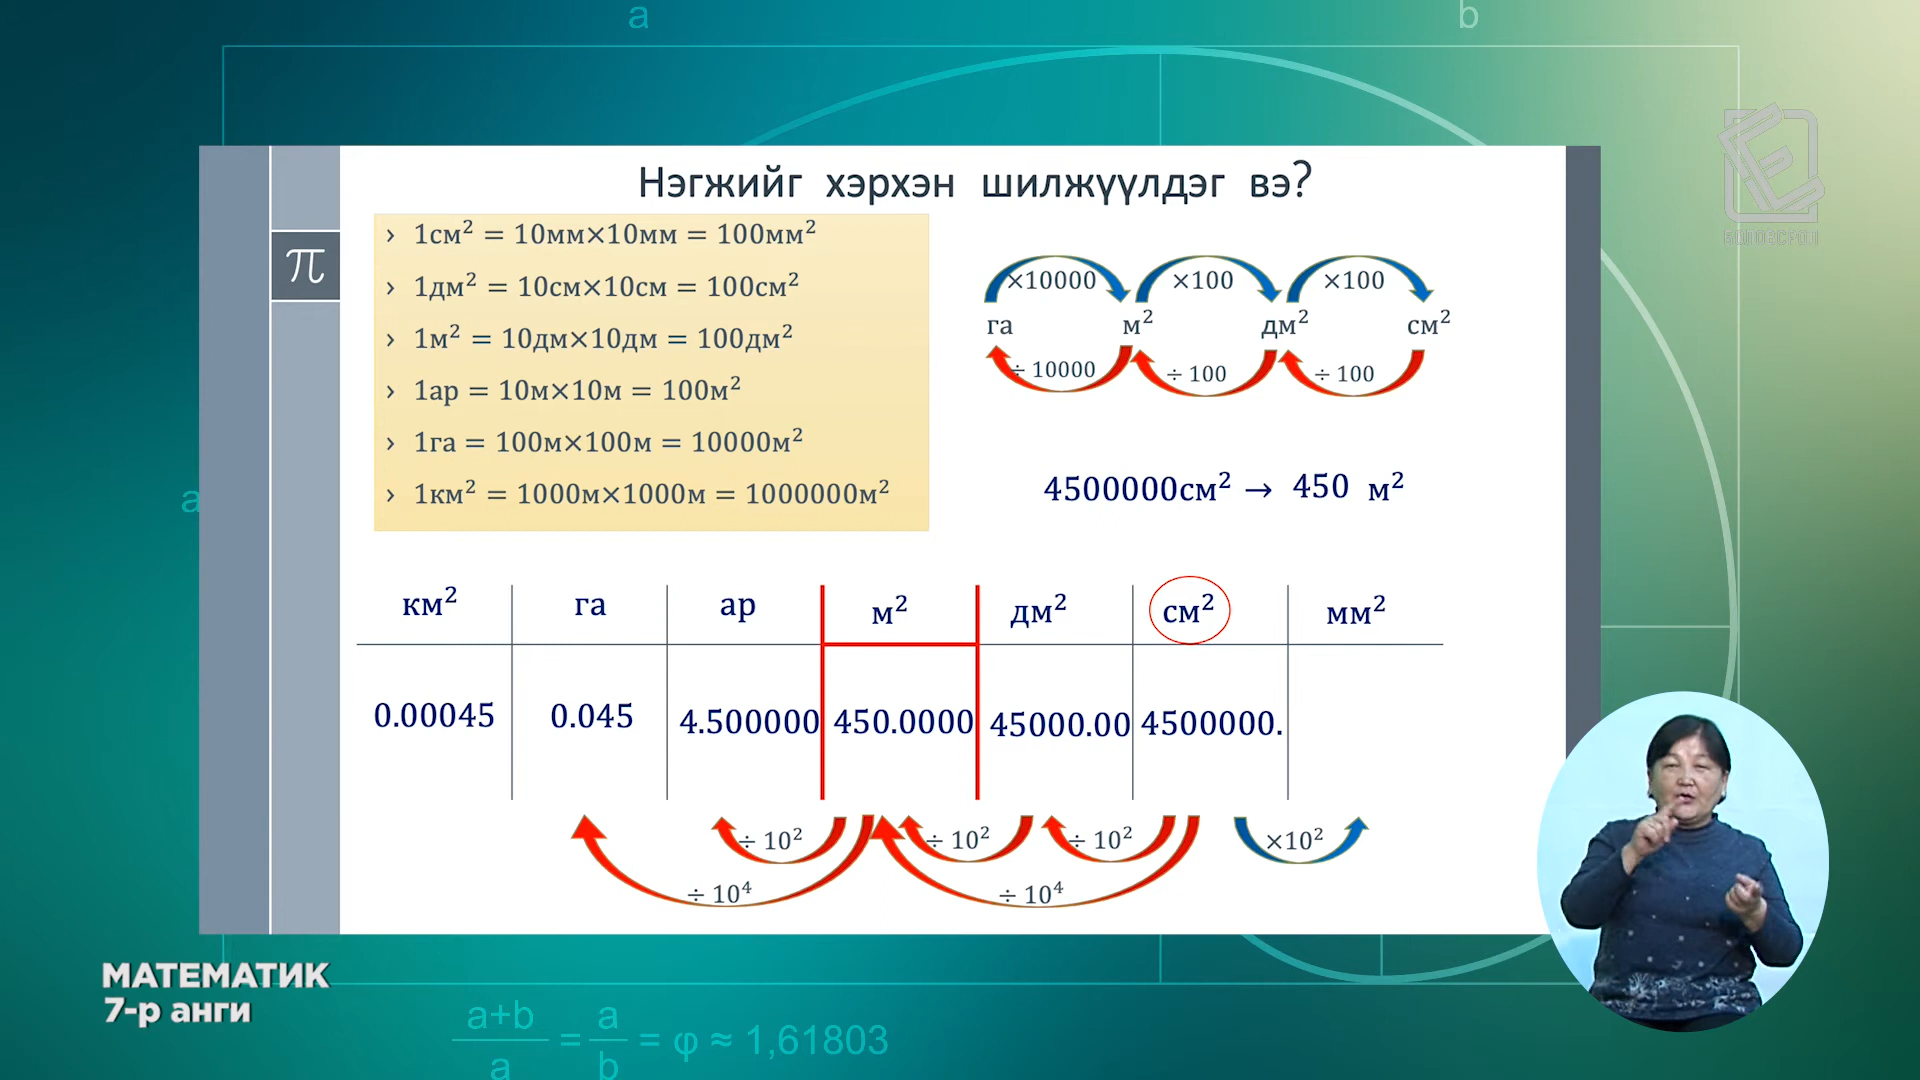 a
b
Нэгжийг хэрхэн шилжүүлдэг вэ?
π
› 1см² = 10мм×10мм = 100мм²
› 1дм² = 10см×10см = 100см²
› 1м² = 10дм×10дм = 100дм²
› 1ар = 10м×10м = 100м²
› 1га = 100м×100м = 10000м²
› 1км² = 1000м×1000м = 1000000м²
×10000 ×100 ×100
га м² дм² см²
÷ 10000 ÷ 100 ÷ 100
4500000см² → 450 м²
a
км² га ар м² дм² см² мм²
0.00045 0.045 4.500000 450.0000 45000.00 4500000.
÷ 10² ÷ 10² ÷ 10² ×10²
÷ 10⁴ ÷ 10⁴
БОЛОВСРОЛ
МАТЕМАТИК
7-р анги
a+b/a = a/b = φ ≈ 1,61803